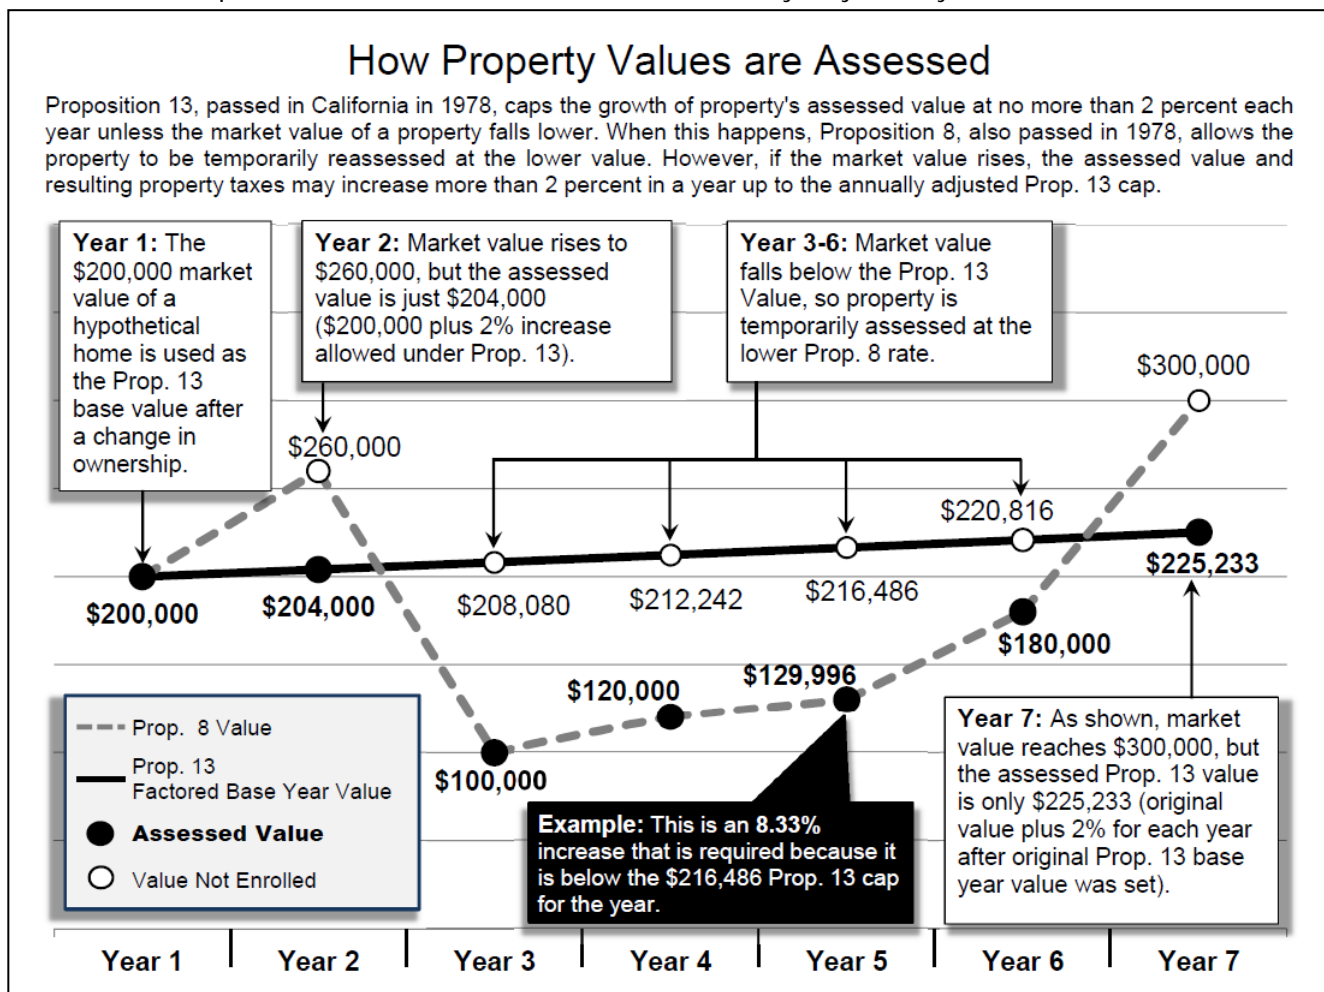 How Property Values are Assessed
Proposition 13, passed in California in 1978, caps the growth of property's assessed value at no more than 2 percent each
year unless the market value of a property falls lower. When this happens, Proposition 8, also passed in 1978, allows the
property to be temporarily reassessed at the lower value. However, if the market value rises, the assessed value and
resulting property taxes may increase more than 2 percent in a year up to the annually adjusted Prop. 13 cap.
Year 1: The
$200,000 market
value of a
hypothetical
home is used as
the Prop. 13
base value after
a change in
ownership.
Year 2: Market value rises to
$260,000, but the assessed
value is just $204,000
($200,000 plus 2% increase
allowed under Prop. 13).
Year 3-6: Market value
falls below the Prop. 13
Value, so property is
temporarily assessed at the
lower Prop. 8 rate.
$300,000
$260,000
$220,816
$225,233
$200,000
$204,000
$208,080
$212,242
$216,486
$180,000
$129,996
$120,000
$100,000
Prop. 8 Value
Prop. 13
Factored Base Year Value
Assessed Value
Value Not Enrolled
Example: This is an 8.33%
increase that is required because it
is below the $216,486 Prop. 13 cap
for the year.
Year 7: As shown, market
value reaches $300,000, but
the assessed Prop. 13 value
is only $225,233 (original
value plus 2% for each year
after original Prop. 13 base
year value was set).
Year 1
Year 2
Year 3
Year 4
Year 5
Year 6
Year 7